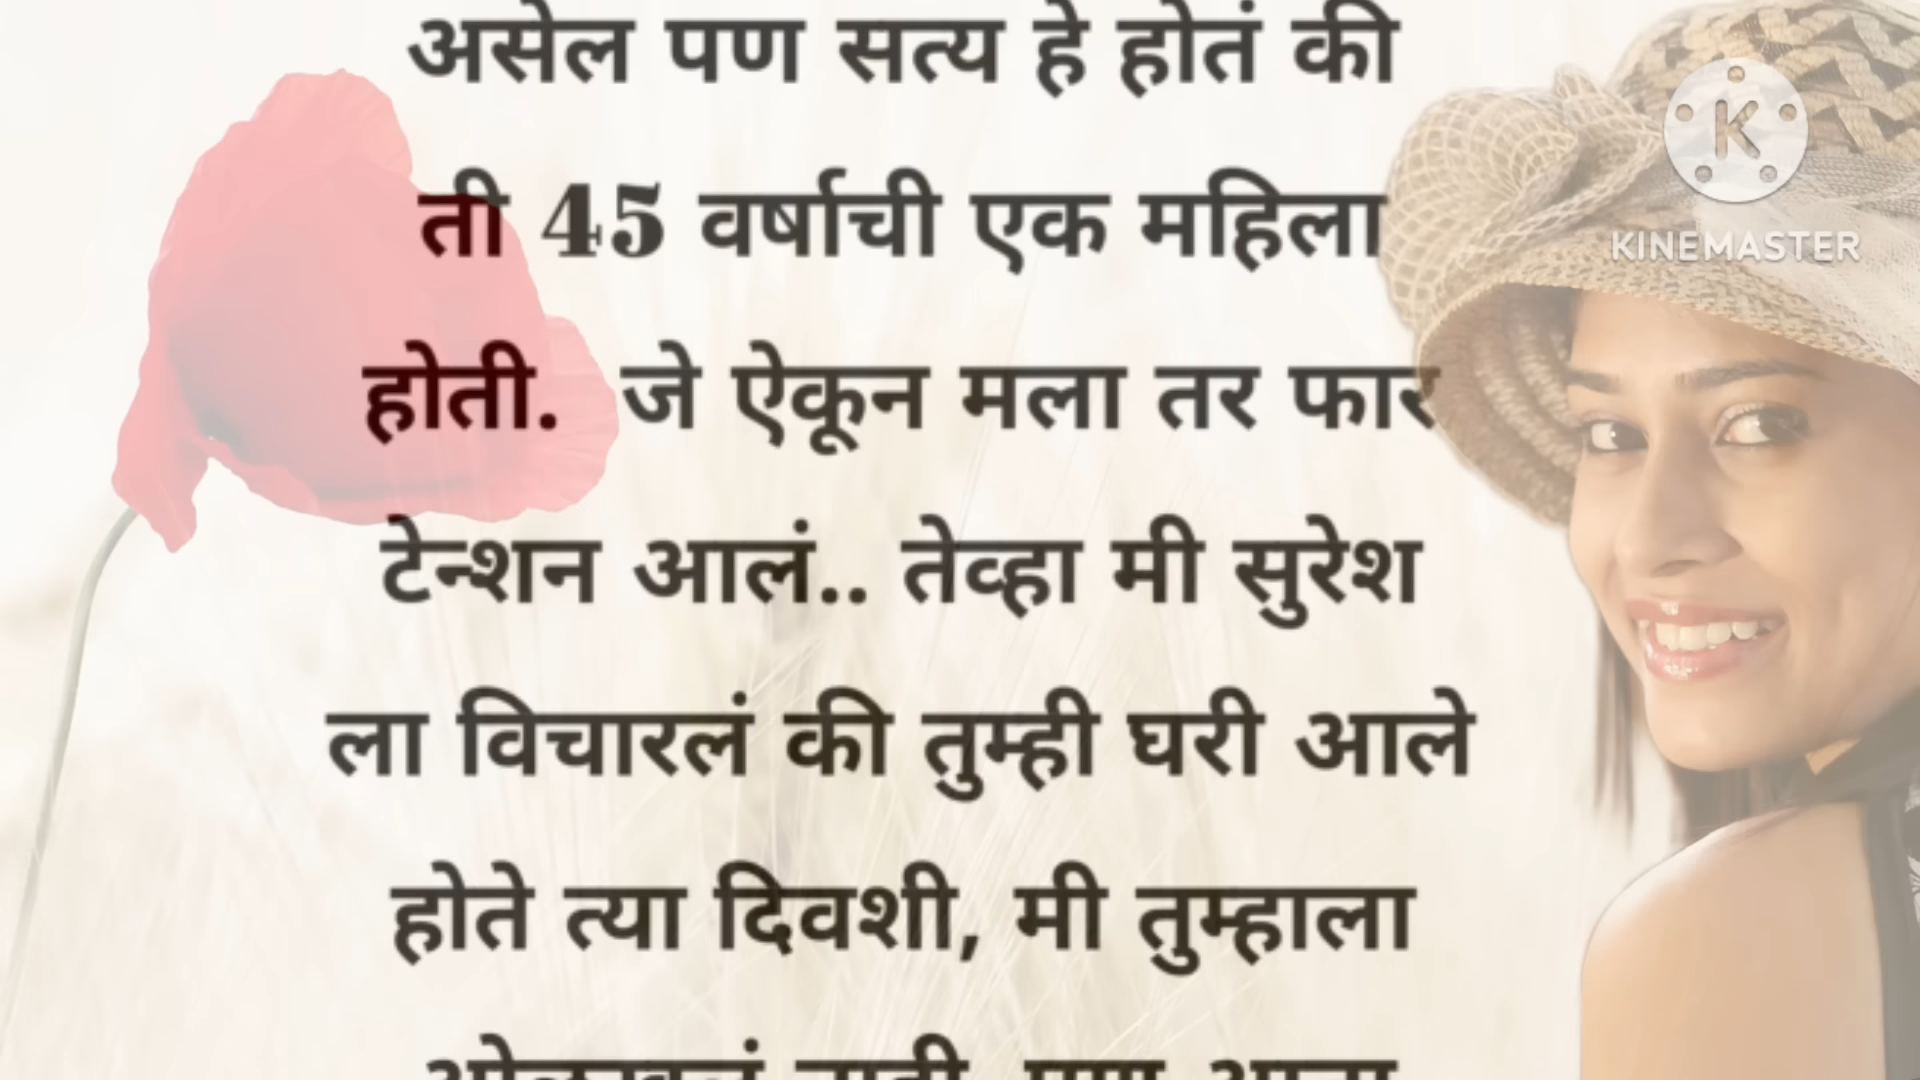 असेल पण सत्य हे होतं की
ती 45 वर्षाची एक महिला
होती. जे ऐकून मला तर फार
टेन्शन आलं.. तेव्हा मी सुरेश
ला विचारलं की तुम्ही घरी आले
होते त्या दिवशी, मी तुम्हाला
KINEMASTER